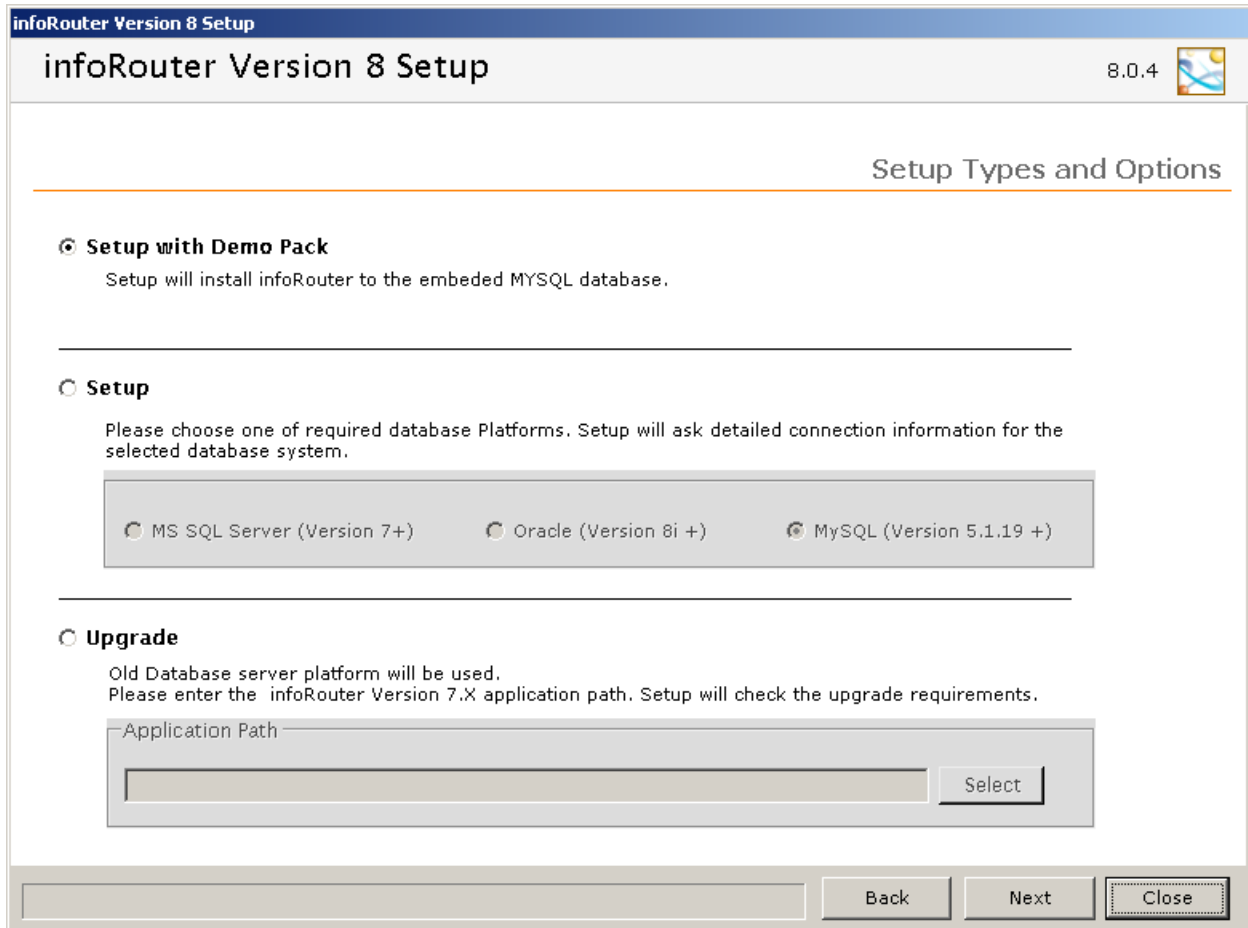 infoRouter Version 8 Setup
infoRouter Version 8 Setup
8.0.4
Setup Types and Options
Setup with Demo Pack
Setup will install infoRouter to the embeded MYSQL database.
Setup
Please choose one of required database Platforms. Setup will ask detailed connection information for the
selected database system.
MS SQL Server (Version 7+)
Oracle (Version 8i +)
MySQL (Version 5.1.19 +)
Upgrade
Old Database server platform will be used.
Please enter the  infoRouter Version 7.X application path. Setup will check the upgrade requirements.
Application Path
Select
Back
Next
Close